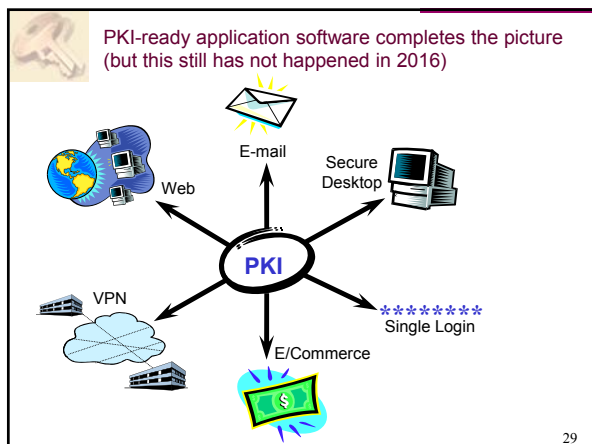 PKI-ready application software completes the picture
(but this still has not happened in 2016)
E-mail
Secure
Desktop
Web
PKI
VPN
********
Single Login
E/Commerce
$
29